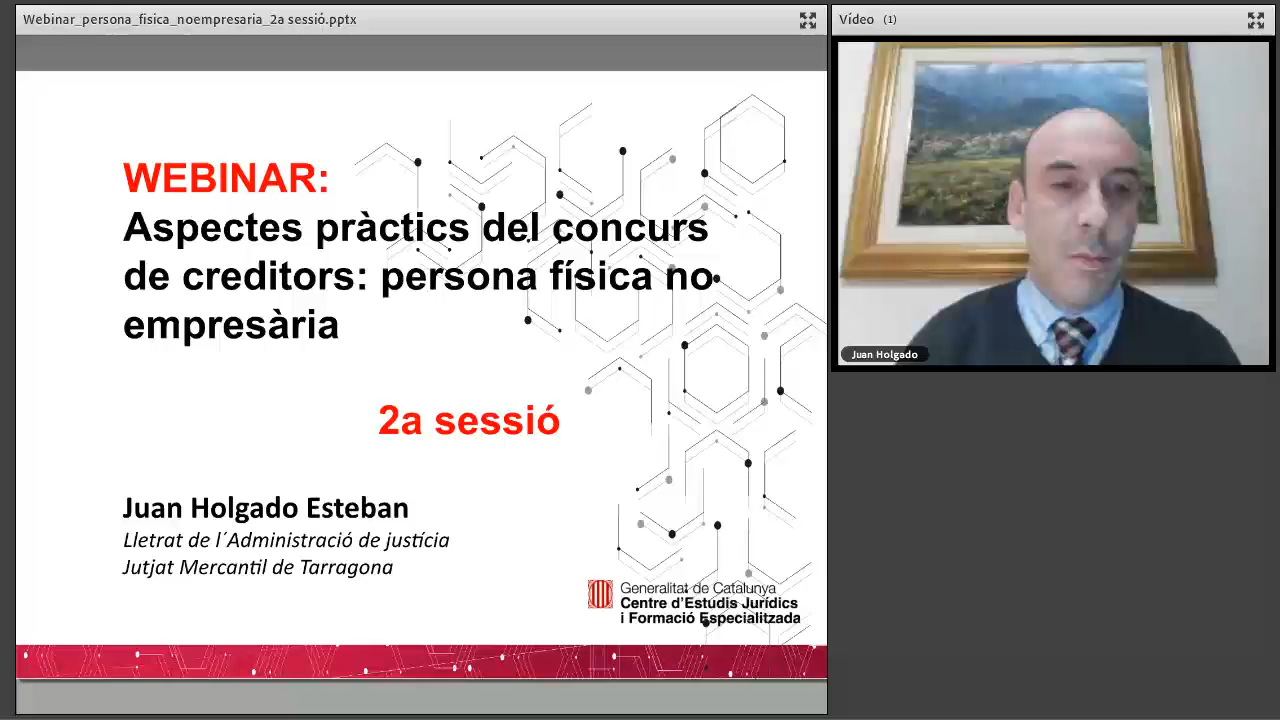 Webinar_persona_fisica_noempresaria_2a sessió.pptx
Vídeo (1)
WEBINAR:
Aspectes pràctics del concurs
de creditors: persona física no
empresària
2a sessió
Juan Holgado Esteban
Lletrat de l´Administració de justícia
Jutjat Mercantil de Tarragona
Generalitat de Catalunya
Centre d'Estudis Jurídics
i Formació Especialitzada
Juan Holgado